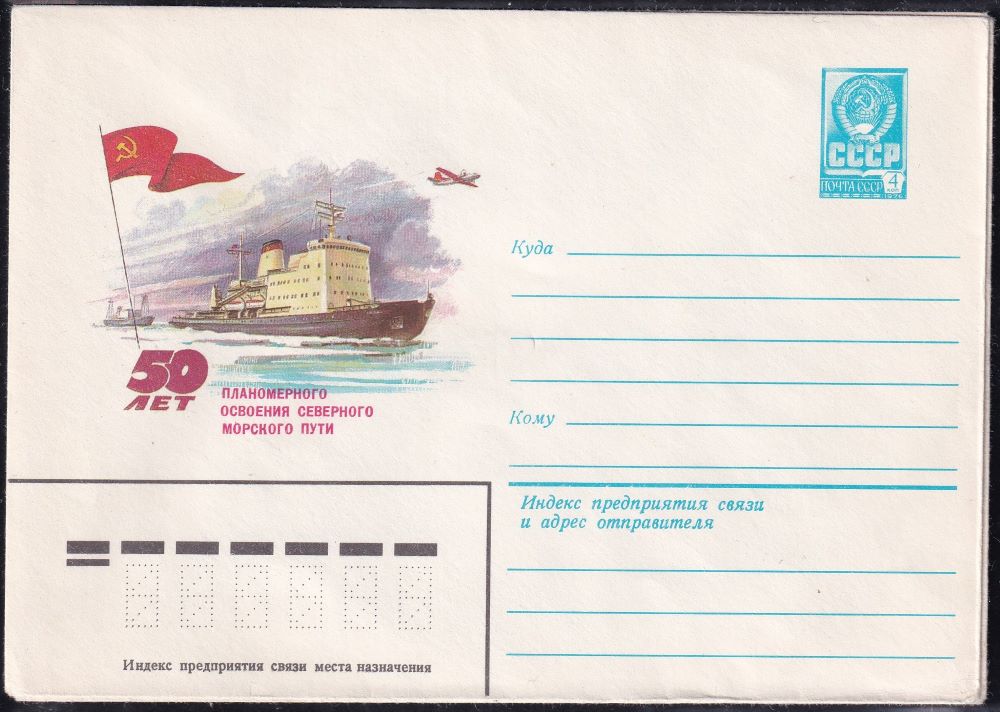 СССР
ПОЧТА СССР 4
КОП
1976
Куда
50
ЛЕТ
ПЛАНОМЕРНОГО
ОСВОЕНИЯ СЕВЕРНОГО
МОРСКОГО ПУТИ
Кому
Индекс предприятия связи
и адрес отправителя
Индекс предприятия связи места назначения